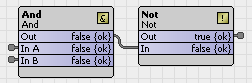 And &
And
Out false {ok}
In A false {ok}
In B false {ok}
Not !
Not
Out true {ok}
In false {ok}